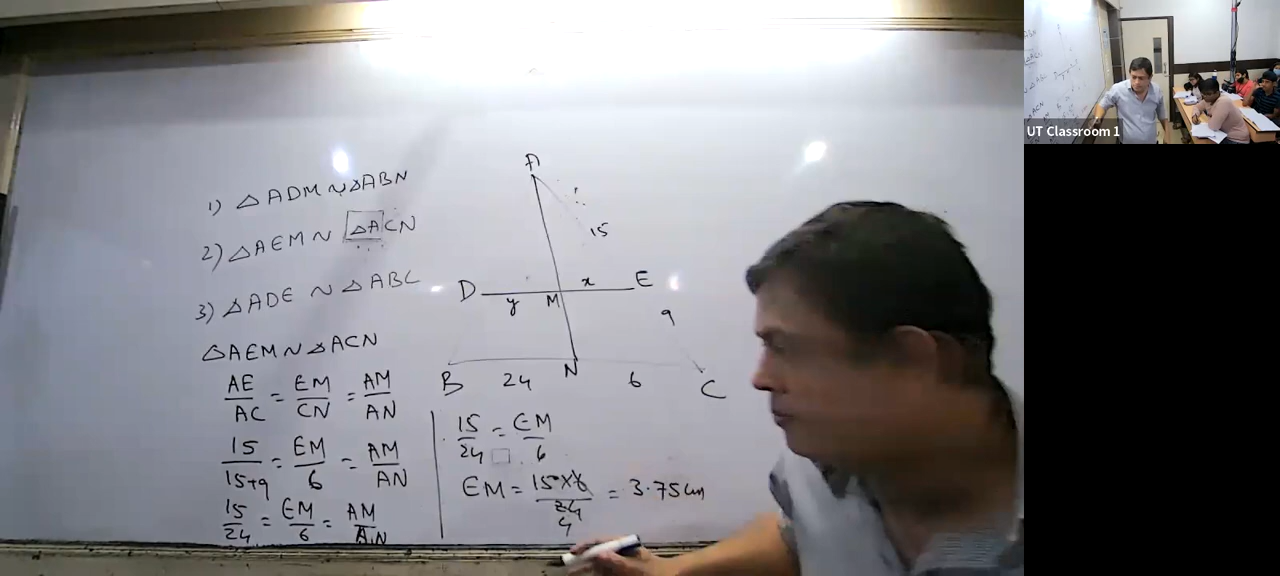 1) △ADM ~ △ABN
2) △AEM ~ △ACN
3) △ADE ~ △ABC
△AEM ~ △ACN
AE/AC = EM/CN = AM/AN
15/15+9 = EM/6 = AM/AN
15/24 = EM/6 = AM/AN
A
15
D
y
M
x
E
9
B
24
N
6
C
15/24 = EM/6
EM = 15×6/24 = 3.75cm
4
UT Classroom 1